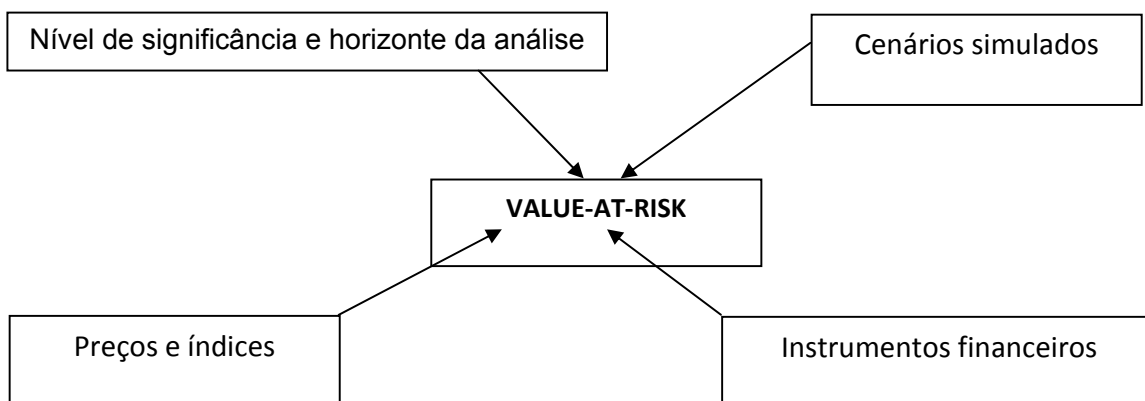 Nível de significância e horizonte da análise
Cenários simulados
VALUE-AT-RISK
Preços e índices
Instrumentos financeiros